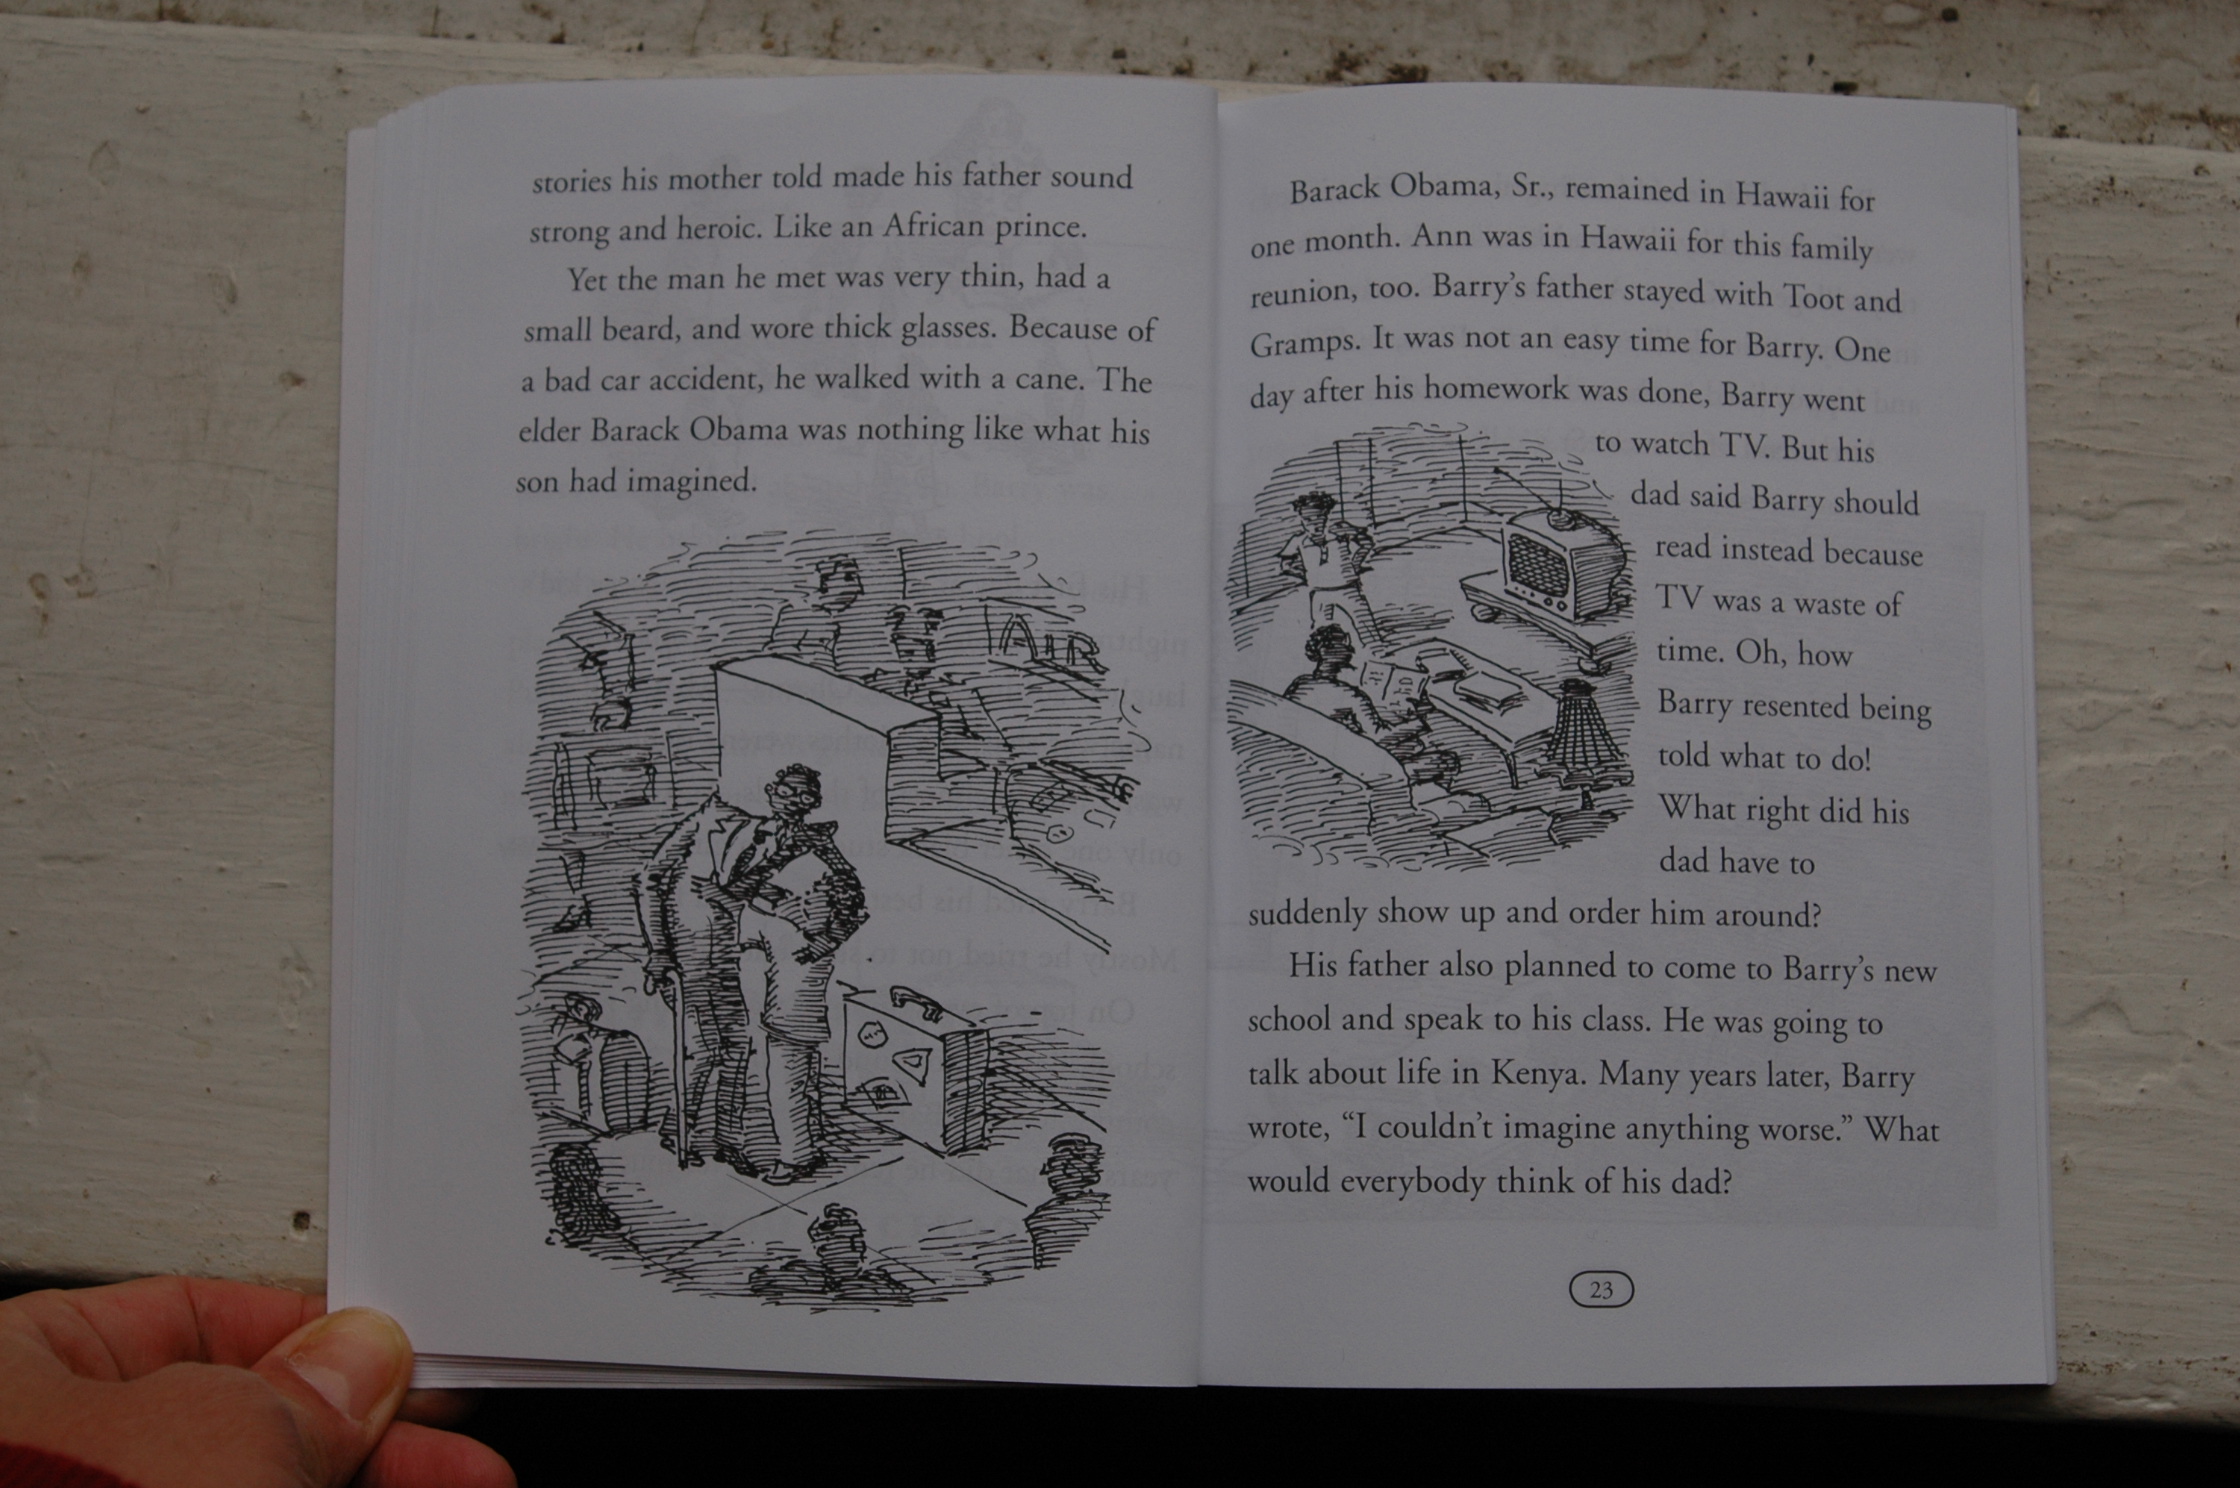 stories his mother told made his father sound
strong and heroic. Like an African prince.
Yet the man he met was very thin, had a
small beard, and wore thick glasses. Because of
a bad car accident, he walked with a cane. The
elder Barack Obama was nothing like what his
son had imagined.
AIR
Barack Obama, Sr., remained in Hawaii for
one month. Ann was in Hawaii for this family
reunion, too. Barry’s father stayed with Toot and
Gramps. It was not an easy time for Barry. One
day after his homework was done, Barry went
to watch TV. But his
dad said Barry should
read instead because
TV was a waste of
time. Oh, how
Barry resented being
told what to do!
What right did his
dad have to
suddenly show up and order him around?
His father also planned to come to Barry’s new
school and speak to his class. He was going to
talk about life in Kenya. Many years later, Barry
wrote, “I couldn’t imagine anything worse.” What
would everybody think of his dad?
23